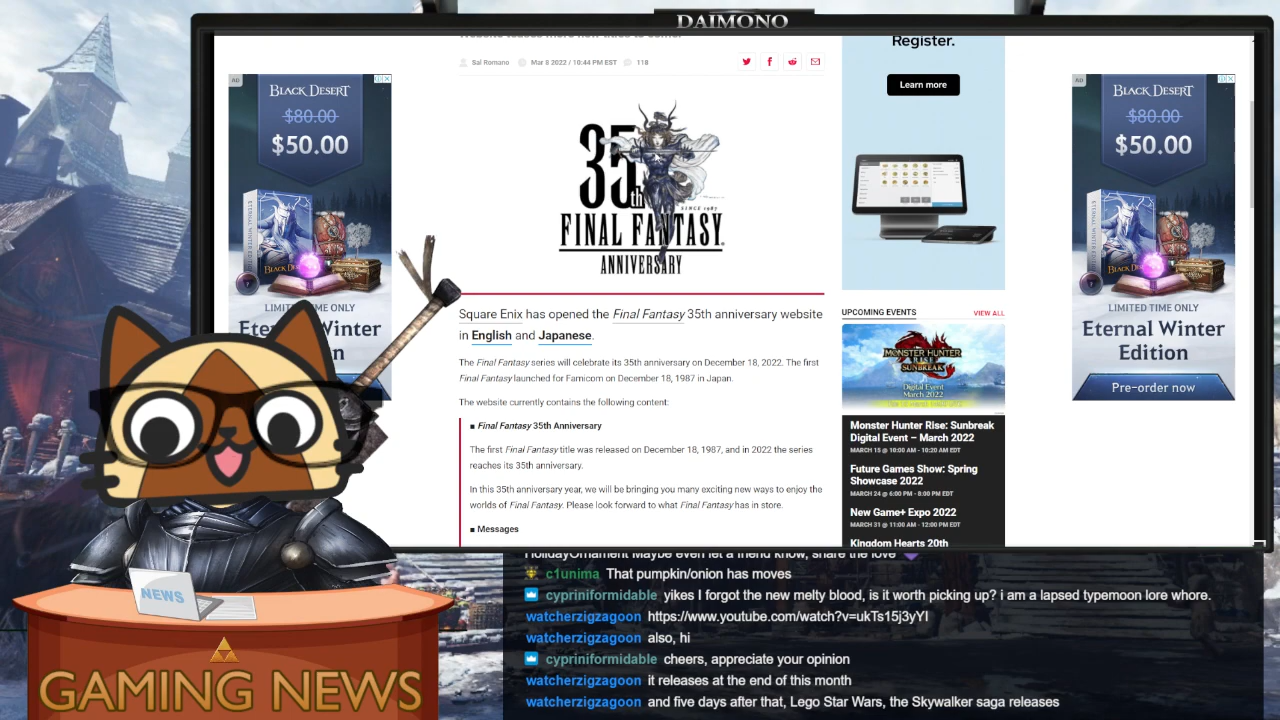 DAIMONO
Sal Romano
Mar 8 2022 / 10:44 PM EST
118
35th
SINCE 1987
FINAL FANTASY
ANNIVERSARY
Square Enix has opened the Final Fantasy 35th anniversary website
in English and Japanese.
The Final Fantasy series will celebrate its 35th anniversary on December 18, 2022. The first
Final Fantasy launched for Famicom on December 18, 1987 in Japan.
The website currently contains the following content:
■ Final Fantasy 35th Anniversary
The first Final Fantasy title was released on December 18, 1987, and in 2022 the series
reaches its 35th anniversary.
In this 35th anniversary year, we will be bringing you many exciting new ways to enjoy the
worlds of Final Fantasy. Please look forward to what Final Fantasy has in store.
■ Messages
AD
BLACK DESERT
$80.00
$50.00
LIMITED TIME ONLY
Eternal Winter
Register.
Learn more
UPCOMING EVENTS
VIEW ALL
MONSTER HUNTER
RISE
SUNBREAK
Digital Event
March 2022
Monster Hunter Rise: Sunbreak
Digital Event – March 2022
MARCH 15 @ 10:00 AM - 10:20 AM EDT
Future Games Show: Spring
Showcase 2022
MARCH 24 @ 6:00 PM - 8:00 PM EDT
New Game+ Expo 2022
MARCH 31 @ 11:00 AM - 12:00 PM EDT
Kingdom Hearts 20th
AD
BLACK DESERT
$80.00
$50.00
LIMITED TIME ONLY
Eternal Winter
Edition
Pre-order now
NEWS
GAMING NEWS
HolidayOrnament Maybe even let a friend know, share the love
c1unima That pumpkin/onion has moves
cypriniformidable yikes I forgot the new melty blood, is it worth picking up? i am a lapsed typemoon lore whore.
watcherzigzagoon https://www.youtube.com/watch?v=ukTs15j3yYI
watcherzigzagoon also, hi
cypriniformidable cheers, appreciate your opinion
watcherzigzagoon it releases at the end of this month
watcherzigzagoon and five days after that, Lego Star Wars, the Skywalker saga releases